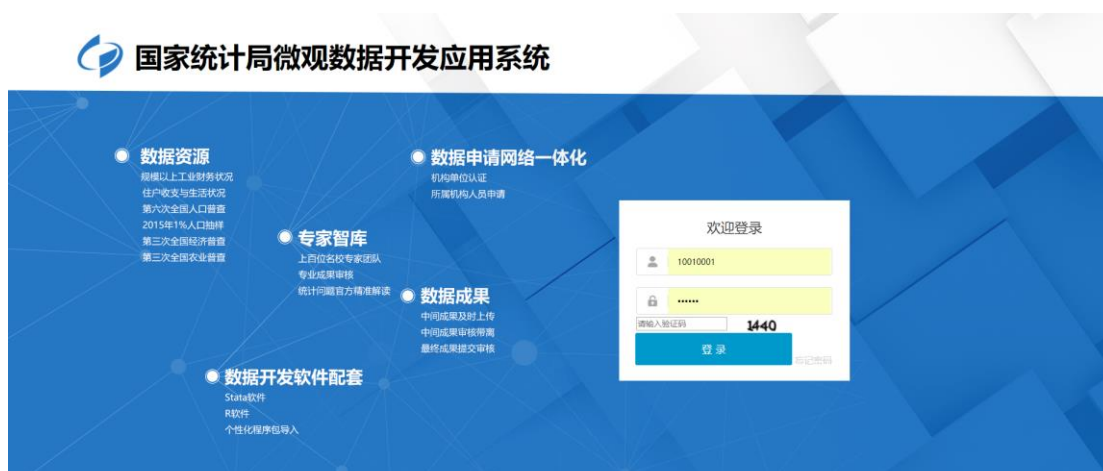 国家统计局微观数据开发应用系统
数据资源
规模以上工业财务状况
住户收支与生活状况
第六次全国人口普查
2015年1%人口抽样
第三次全国经济普查
第三次全国农业普查
数据申请网络一体化
机构单位认证
所属机构人员申请
专家智库
上百位名校专家团队
专业成果审核
统计问题官方精准解读
数据成果
中间成果及时上传
中间成果审核带离
最终成果提交审核
数据开发软件配套
Stata软件
R软件
个性化程序包导入
欢迎登录
10010001
••••••
请输入验证码 1440
登 录
忘记密码